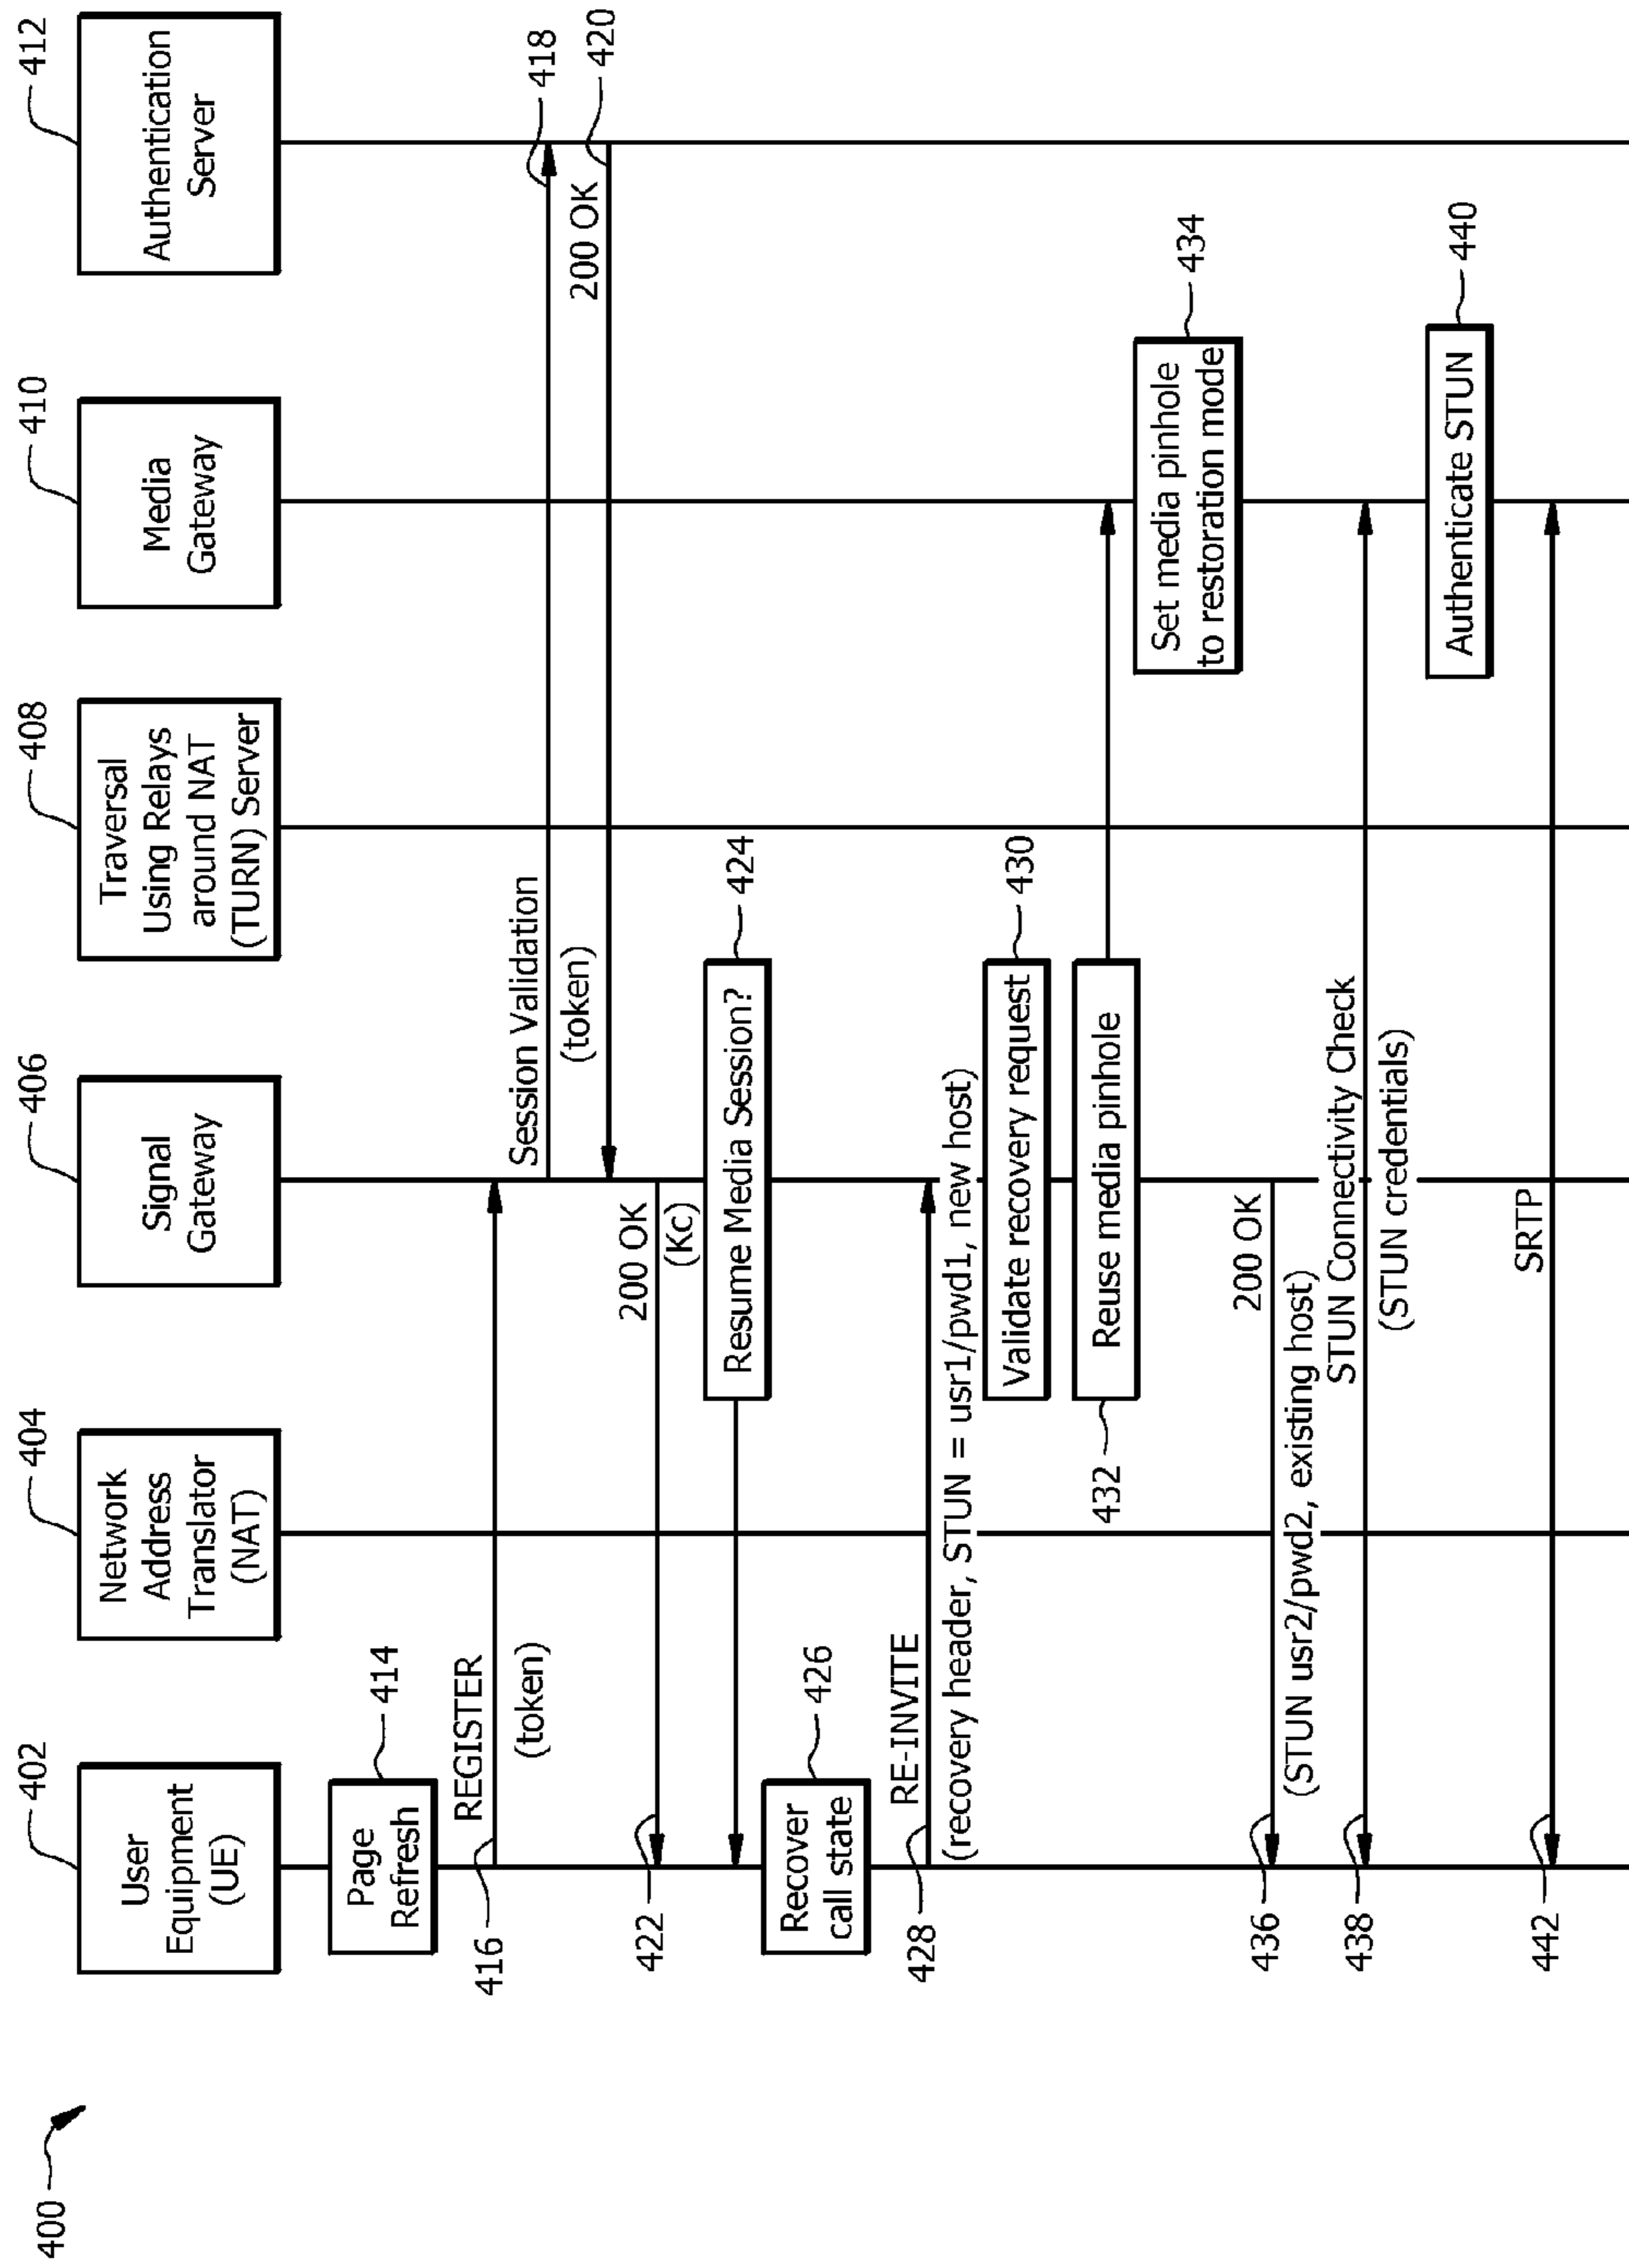 400
402
404
406
408
410
412
User
Equipment
(UE)
Network
Address
Translator
(NAT)
Signal
Gateway
Traversal
Using Relays
around NAT
(TURN) Server
Media
Gateway
Authentication
Server
Page
Refresh
414
REGISTER
(token)
416
Session Validation
(token)
418
200 OK
420
200 OK
(Kc)
422
Resume Media Session?
424
Recover
call state
426
RE-INVITE
(recovery header, STUN = usr1/pwd1, new host)
428
Validate recovery request
430
Reuse media pinhole
432
Set media pinhole
to restoration mode
434
200 OK
(STUN usr2/pwd2, existing host)
436
STUN Connectivity Check
(STUN credentials)
438
Authenticate STUN
440
SRTP
442